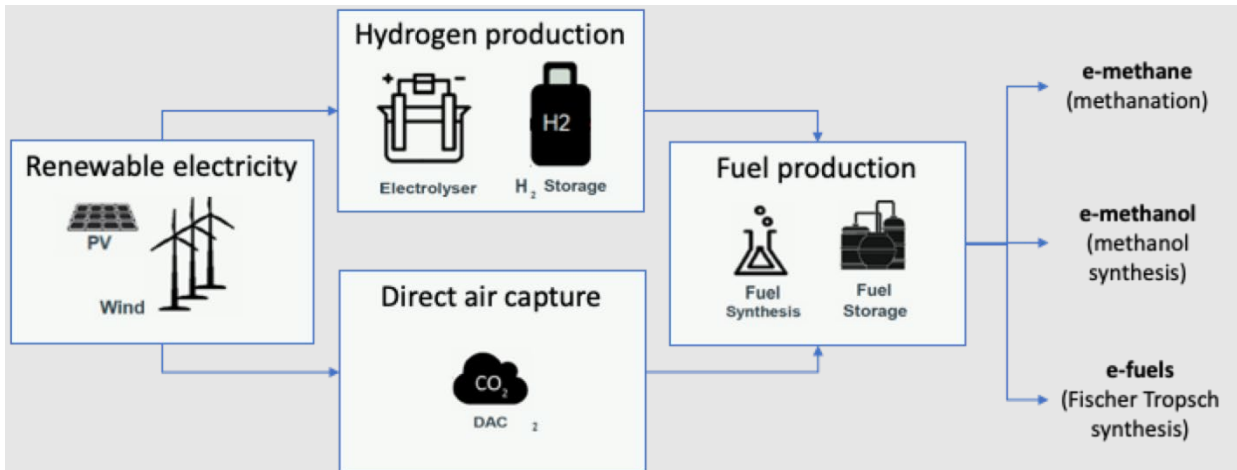 Hydrogen production
+ −
H2
Electrolyser
H₂ Storage
Renewable electricity
PV
Wind
Direct air capture
CO₂
DAC ₂
Fuel production
Fuel
Synthesis
Fuel
Storage
e-methane
(methanation)
e-methanol
(methanol
synthesis)
e-fuels
(Fischer Tropsch
synthesis)